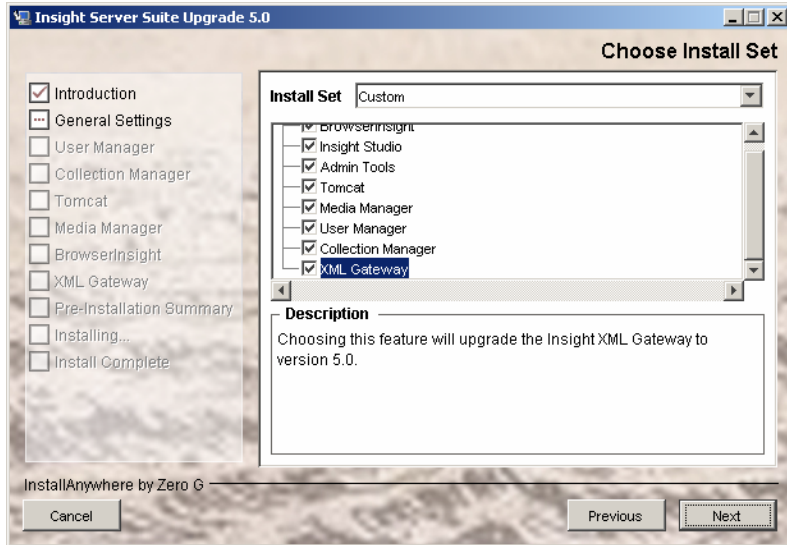 Insight Server Suite Upgrade 5.0
Choose Install Set
Introduction
General Settings
User Manager
Collection Manager
Tomcat
Media Manager
BrowserInsight
XML Gateway
Pre-Installation Summary
Installing...
Install Complete
Install Set Custom
BrowserInsight
Insight Studio
Admin Tools
Tomcat
Media Manager
User Manager
Collection Manager
XML Gateway
Description
Choosing this feature will upgrade the Insight XML Gateway to
version 5.0.
InstallAnywhere by Zero G
Cancel Previous Next